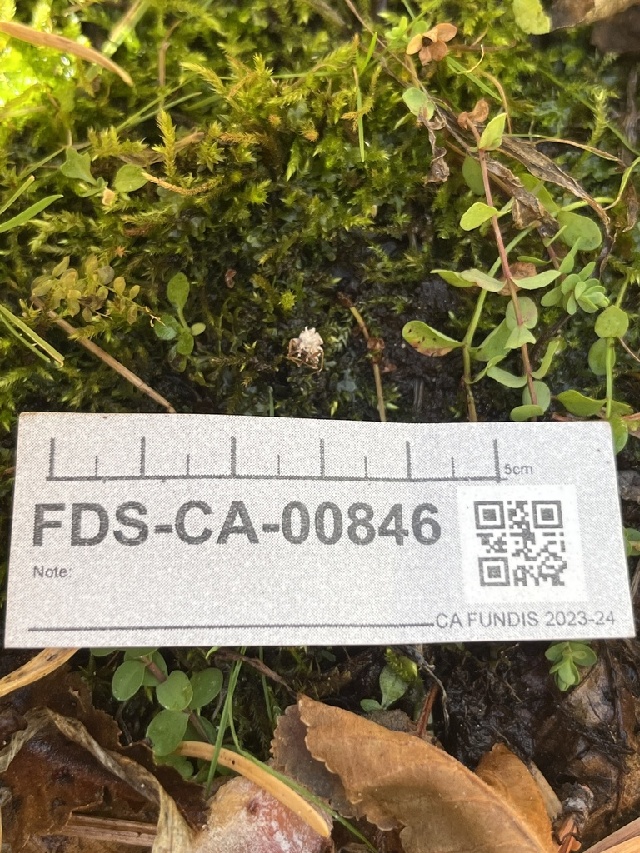 5cm
FDS-CA-00846
Note:
CA FUNDIS 2023-24